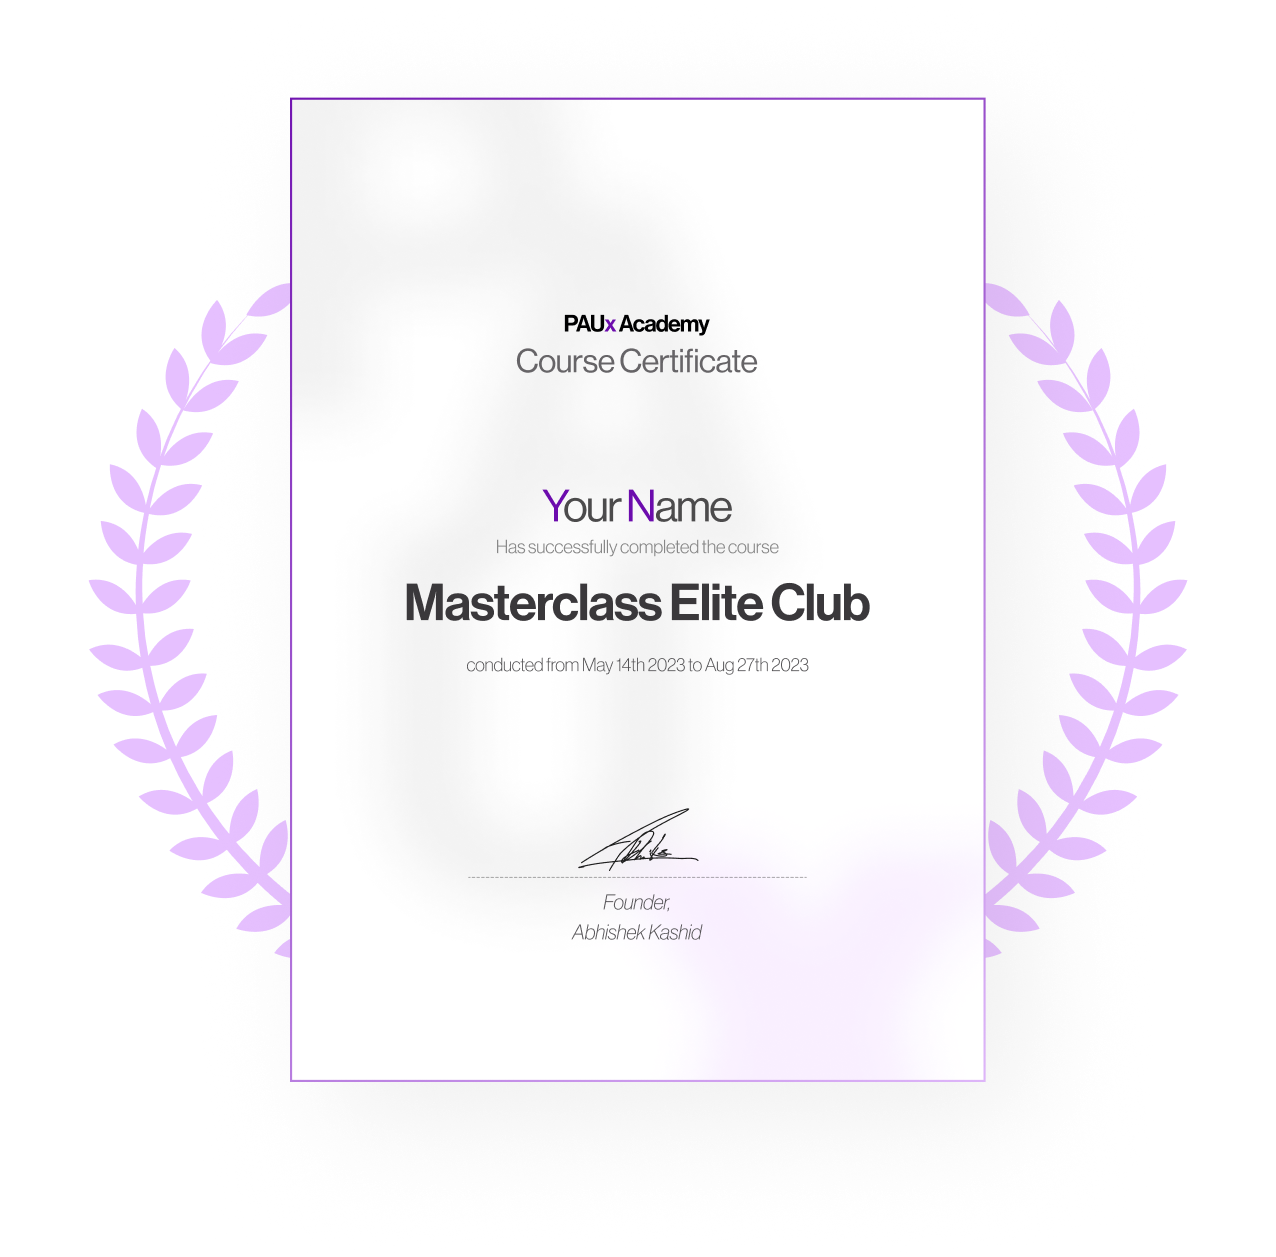 PAUx Academy
Course Certificate
Your Name
Has successfully completed the course
Masterclass Elite Club
conducted from May 14th 2023 to Aug 27th 2023
Founder,
Abhishek Kashid